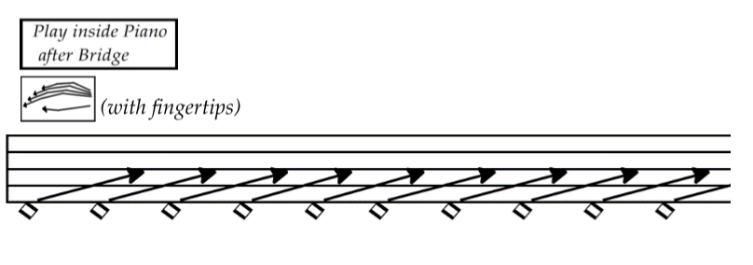 Play inside Piano
after Bridge
(with fingertips)